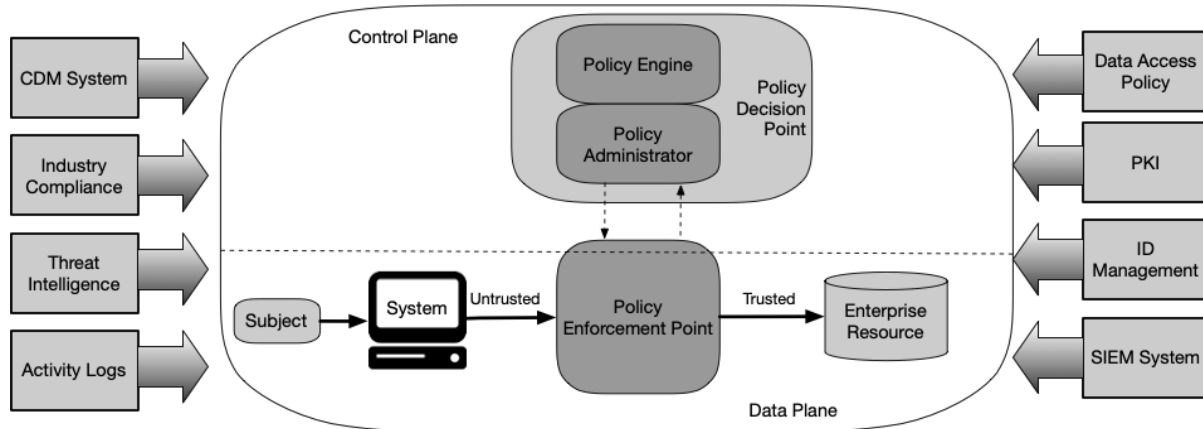 Control Plane
Policy Engine
Policy
Administrator
Policy
Decision
Point
CDM System
Industry
Compliance
Threat
Intelligence
Activity Logs
Data Access
Policy
PKI
ID
Management
SIEM System
Subject
System
Untrusted
Policy
Enforcement Point
Trusted
Enterprise
Resource
Data Plane